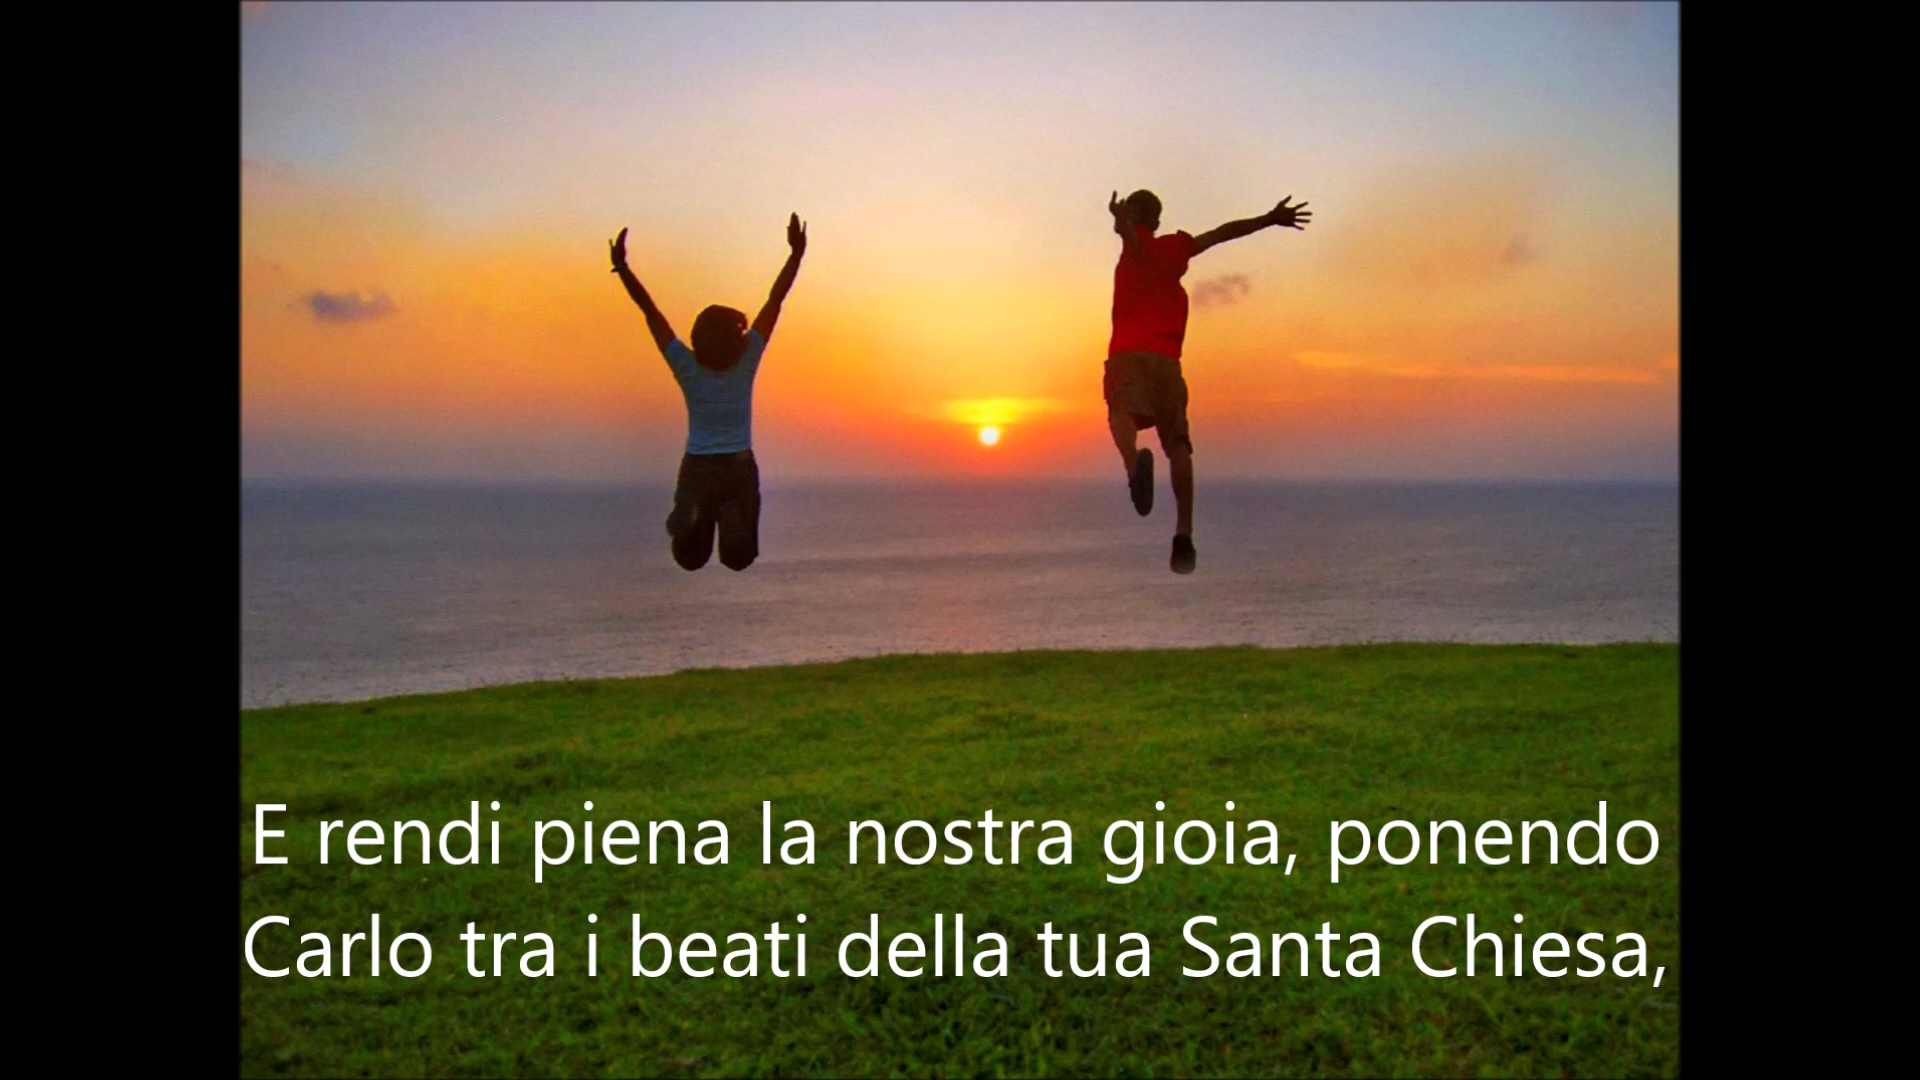 E rendi piena la nostra gioia, ponendo
Carlo tra i beati della tua Santa Chiesa,